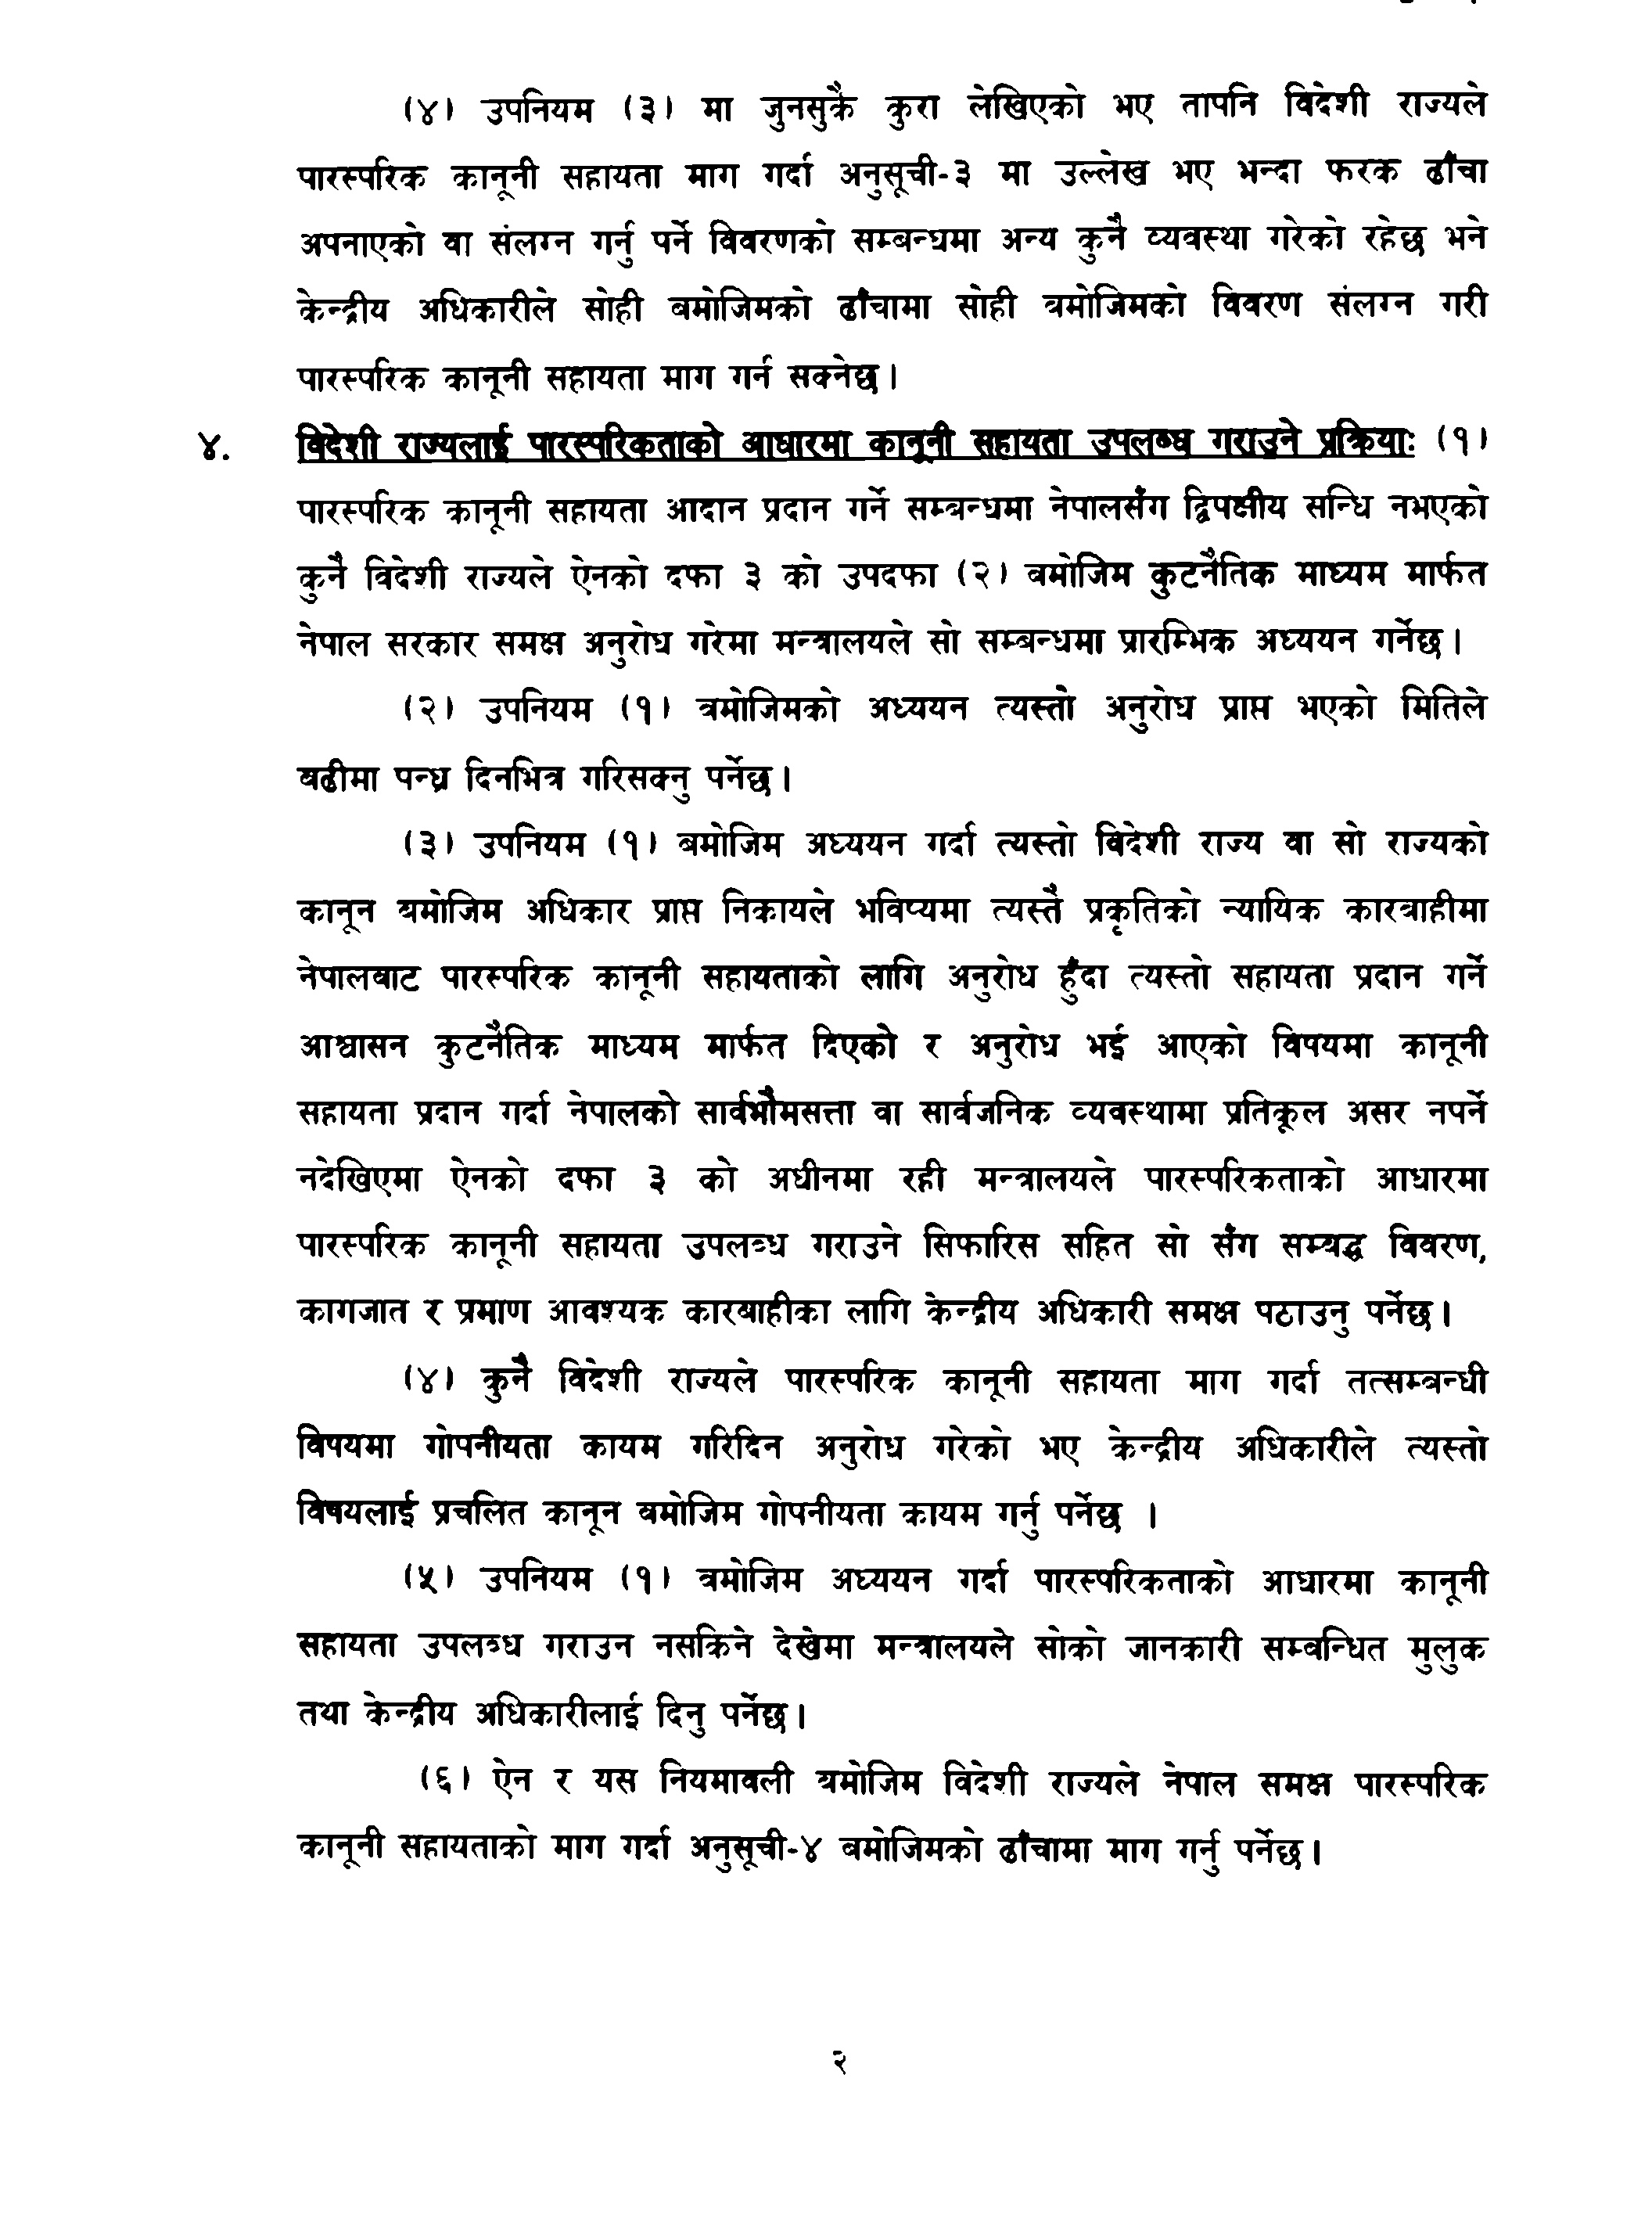 (४) उपनियम (३) मा जुनसुकै कुरा लेखिएको भए तापनि विदेशी राज्यले
पारस्परिक कानूनी सहायता माग गर्दा अनुसूची-३ मा उल्लेख भए भन्दा फरक ढाँचा
अपनाएको वा संलग्न गर्नु पर्ने विवरणको सम्बन्धमा अन्य कुनै व्यवस्था गरेको रहेछ भने
केन्द्रीय अधिकारीले सोही बमोजिमको ढाँचामा सोही बमोजिमको विवरण संलग्न गरी
पारस्परिक कानूनी सहायता माग गर्न सक्नेछ।
४. विदेशी राज्यलाई पारस्परिकताको आधारमा कानूनी सहायता उपलब्ध गराउने प्रक्रियाः (१)
पारस्परिक कानूनी सहायता आदान प्रदान गर्ने सम्बन्धमा नेपालसँग द्विपक्षीय सन्धि नभएको
कुनै विदेशी राज्यले ऐनको दफा ३ को उपदफा (२) बमोजिम कुटनैतिक माध्यम मार्फत
नेपाल सरकार समक्ष अनुरोध गरेमा मन्त्रालयले सो सम्बन्धमा प्रारम्भिक अध्ययन गर्नेछ।
(२) उपनियम (१) बमोजिमको अध्ययन त्यस्तो अनुरोध प्राप्त भएको मितिले
बढीमा पन्ध्र दिनभित्र गरिसक्नु पर्नेछ।
(३) उपनियम (१) बमोजिम अध्ययन गर्दा त्यस्तो विदेशी राज्य वा सो राज्यको
कानून बमोजिम अधिकार प्राप्त निकायले भविष्यमा त्यस्तै प्रकृतिको न्यायिक कारबाहीमा
नेपालबाट पारस्परिक कानूनी सहायताको लागि अनुरोध हुँदा त्यस्तो सहायता प्रदान गर्ने
आश्वासन कुटनैतिक माध्यम मार्फत दिएको र अनुरोध भई आएको विषयमा कानूनी
सहायता प्रदान गर्दा नेपालको सार्वभौमसत्ता वा सार्वजनिक व्यवस्थामा प्रतिकूल असर नपर्ने
नदेखिएमा ऐनको दफा ३ को अधीनमा रही मन्त्रालयले पारस्परिकताको आधारमा
पारस्परिक कानूनी सहायता उपलब्ध गराउने सिफारिस सहित सो सँग सम्बद्ध विवरण,
कागजात र प्रमाण आवश्यक कारबाहीका लागि केन्द्रीय अधिकारी समक्ष पठाउनु पर्नेछ।
(४) कुनै विदेशी राज्यले पारस्परिक कानूनी सहायता माग गर्दा तत्सम्बन्धी
विषयमा गोपनीयता कायम गरिदिन अनुरोध गरेको भए केन्द्रीय अधिकारीले त्यस्तो
विषयलाई प्रचलित कानून बमोजिम गोपनीयता कायम गर्नु पर्नेछ ।
(५) उपनियम (१) बमोजिम अध्ययन गर्दा पारस्परिकताको आधारमा कानूनी
सहायता उपलब्ध गराउन नसकिने देखेमा मन्त्रालयले सोको जानकारी सम्बन्धित मुलुक
तथा केन्द्रीय अधिकारीलाई दिनु पर्नेछ।
(६) ऐन र यस नियमावली बमोजिम विदेशी राज्यले नेपाल समक्ष पारस्परिक
कानूनी सहायताको माग गर्दा अनुसूची-४ बमोजिमको ढाँचामा माग गर्नु पर्नेछ।
२